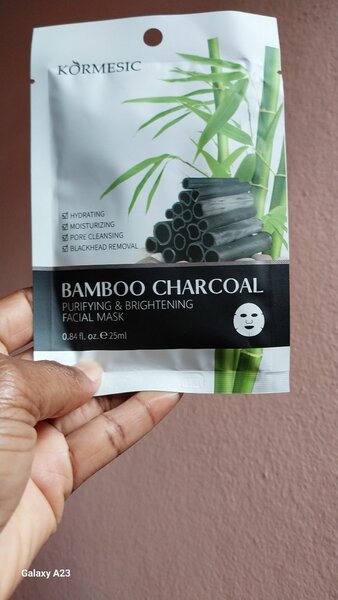 KORMESIC
HYDRATING
MOISTURIZING
PORE CLEANSING
BLACKHEAD REMOVAL
BAMBOO CHARCOAL
PURIFYING & BRIGHTENING
FACIAL MASK
0.84 fl. oz. ℮ 25ml
Galaxy A23